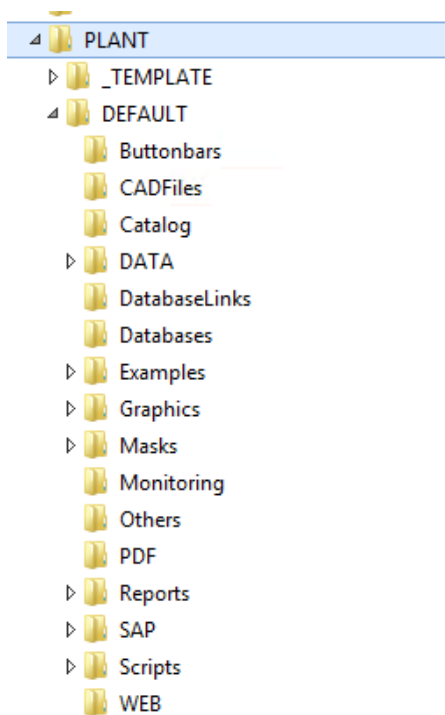 PLANT
_TEMPLATE
DEFAULT
Buttonbars
CADFiles
Catalog
DATA
DatabaseLinks
Databases
Examples
Graphics
Masks
Monitoring
Others
PDF
Reports
SAP
Scripts
WEB